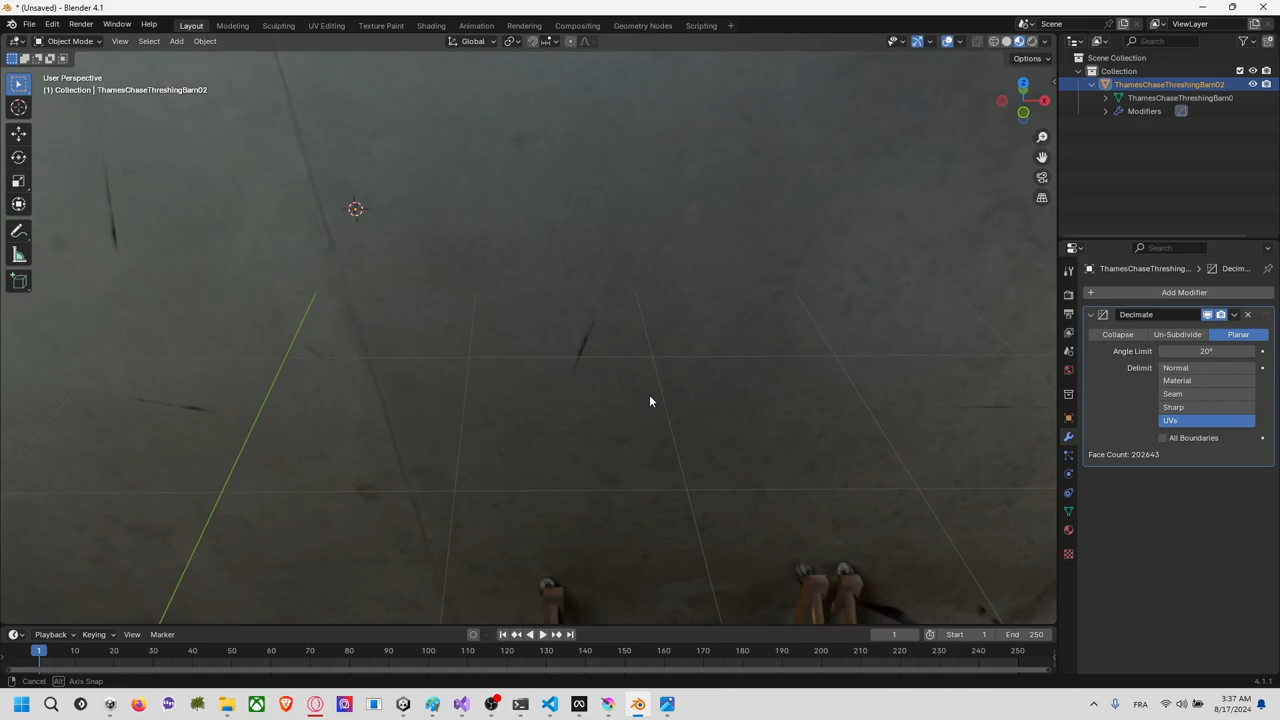 * (Unsaved) - Blender 4.1
File Edit Render Window Help
Layout Modeling Sculpting UV Editing Texture Paint Shading Animation Rendering Compositing Geometry Nodes Scripting +
Scene
ViewLayer
Object Mode View Select Add Object
Global
Search
Options
User Perspective
(1) Collection | ThamesChaseThreshingBarn02
Z
X
Scene Collection
Collection
ThamesChaseThreshingBarn02
ThamesChaseThreshingBarn0
Modifiers
Search
ThamesChaseThreshing... > Decim...
+ Add Modifier
Decimate
Collapse Un-Subdivide Planar
Angle Limit 20°
Delimit Normal
Material
Seam
Sharp
UVs
All Boundaries
Face Count: 202643
Playback Keying View Marker
1 Start 1 End 250
1 10 20 30 40 50 60 70 80 90 100 110 120 130 140 150 160 170 180 190 200 210 220 230 240 250
Cancel Alt Axis Snap
4.1.1
FRA
3:37 AM
8/17/2024